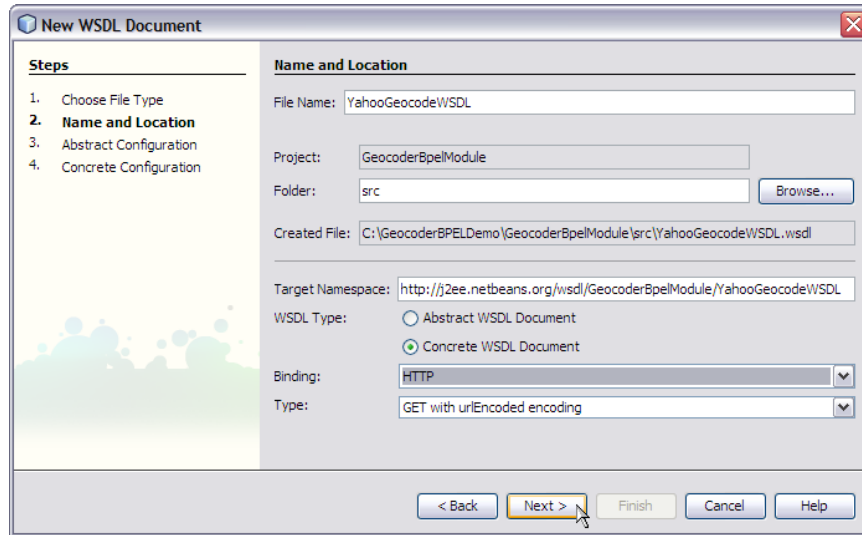 New WSDL Document
Steps
1. Choose File Type
2. Name and Location
3. Abstract Configuration
4. Concrete Configuration
Name and Location
File Name: YahooGeocodeWSDL
Project: GeocoderBpelModule
Folder: src Browse...
Created File: C:\GeocoderBPELDemo\GeocoderBpelModule\src\YahooGeocodeWSDL.wsdl
Target Namespace: http://j2ee.netbeans.org/wsdl/GeocoderBpelModule/YahooGeocodeWSDL
WSDL Type: Abstract WSDL Document
Concrete WSDL Document
Binding: HTTP
Type: GET with urlEncoded encoding
< Back Next > Finish Cancel Help